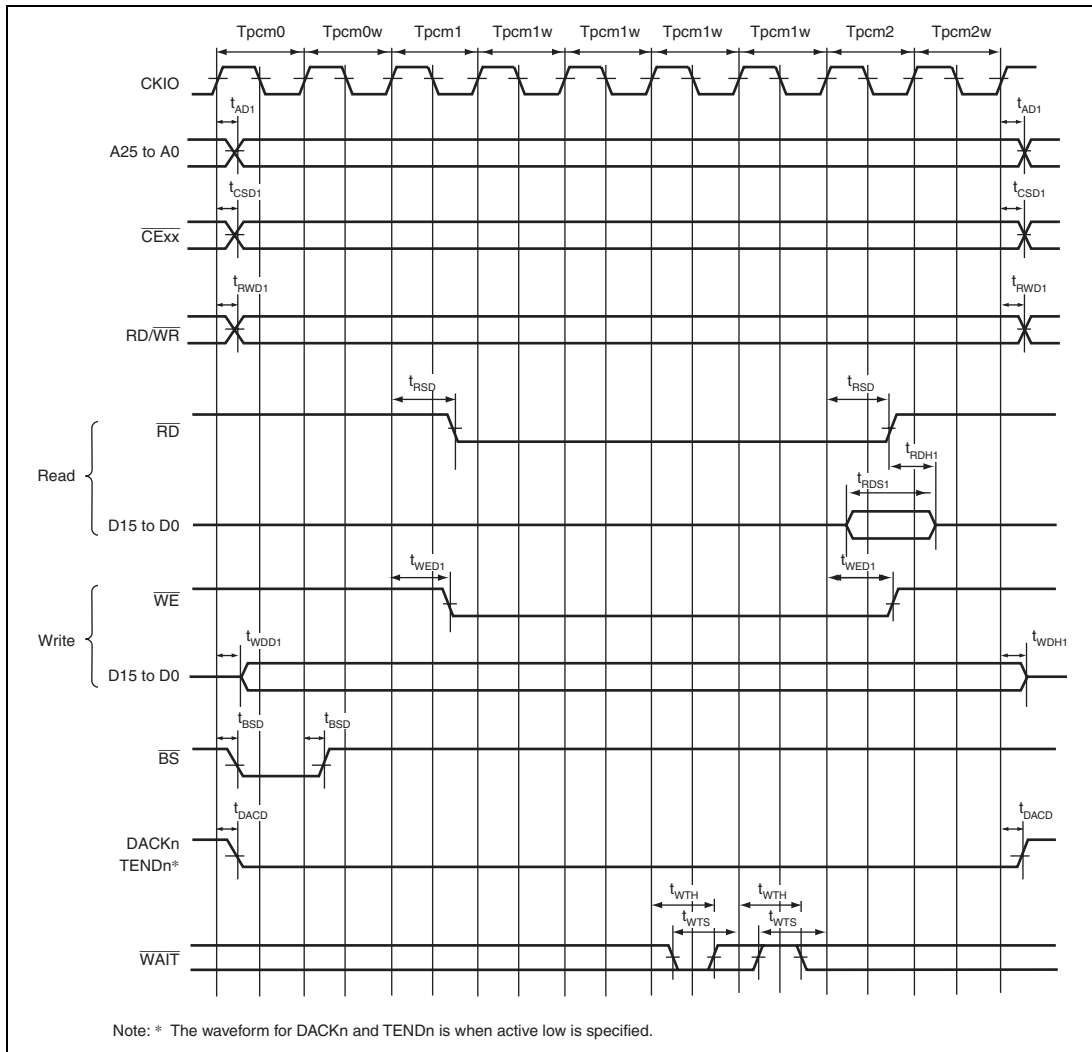 Tpcm0 Tpcm0w Tpcm1 Tpcm1w Tpcm1w Tpcm1w Tpcm1w Tpcm2 Tpcm2w
CKIO
tAD1 tAD1
A25 to A0
tCSD1 tCSD1
CExx
tRWD1 tRWD1
RD/WR
tRSD tRSD
RD
tRDH1
Read
tRDS1
D15 to D0
tWED1 tWED1
WE
Write
tWDD1 tWDH1
D15 to D0
tBSD tBSD
BS
tDACD tDACD
DACKn
TENDn*
tWTH tWTH
tWTS tWTS
WAIT
Note: * The waveform for DACKn and TENDn is when active low is specified.